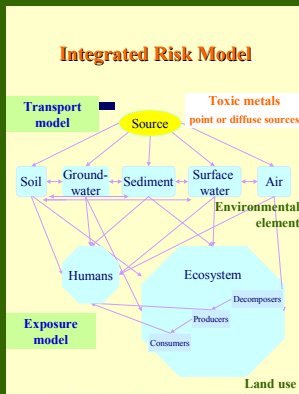 Integrated Risk Model
Transport
model
Toxic metals
point or diffuse sources
Source
Soil
Ground-
water
Sediment
Surface
water
Air
Environmental
element
Humans
Ecosystem
Decomposers
Producers
Consumers
Exposure
model
Land use